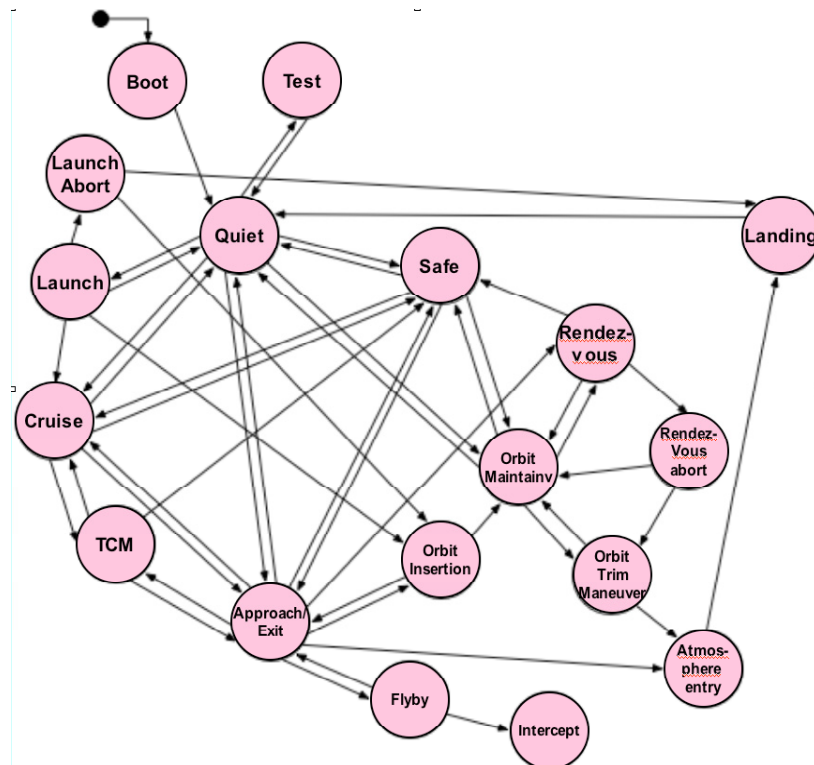 Boot
Test
Launch
Abort
Quiet
Landing
Safe
Launch
Rendez-
vous
Cruise
Rendez-
Vous
abort
Orbit
Maintainv
TCM
Orbit
Insertion
Orbit
Trim
Maneuver
Approach/
Exit
Atmos-
phere
entry
Flyby
Intercept